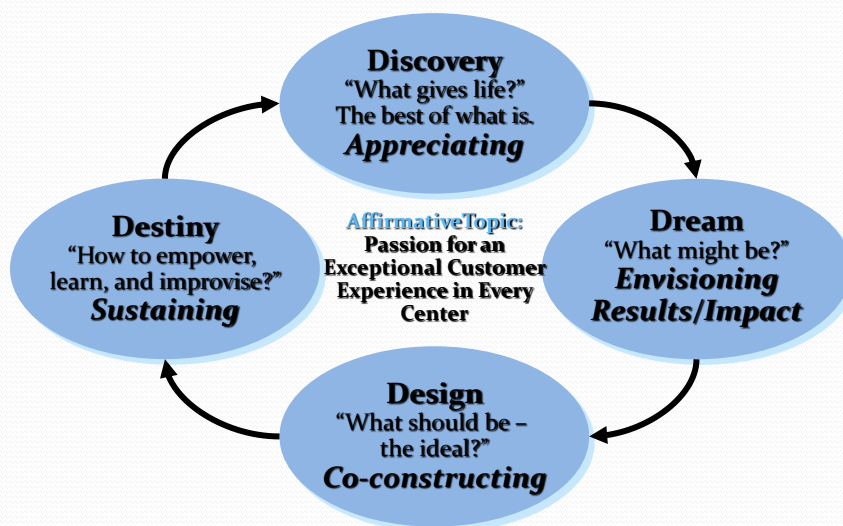 Discovery
“What gives life?”
The best of what is.
Appreciating
Dream
“What might be?”
Envisioning
Results/Impact
Design
“What should be –
the ideal?”
Co-constructing
Destiny
“How to empower,
learn, and improvise?”
Sustaining
AffirmativeTopic:
Passion for an
Exceptional Customer
Experience in Every
Center